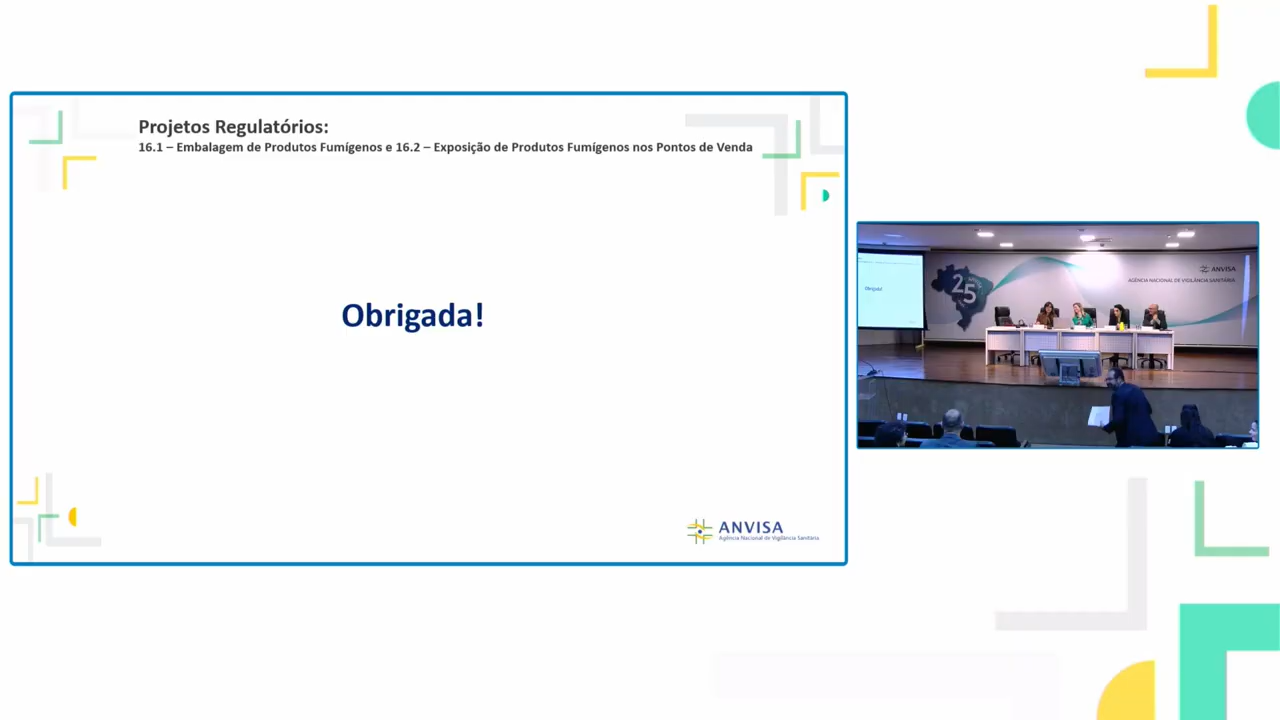 Projetos Regulatórios:
16.1 – Embalagem de Produtos Fumígenos e 16.2 – Exposição de Produtos Fumígenos nos Pontos de Venda
Obrigada!
ANVISA
Agência Nacional de Vigilância Sanitária
Obrigada!
25
ANVISA
AGÊNCIA NACIONAL DE VIGILÂNCIA SANITÁRIA